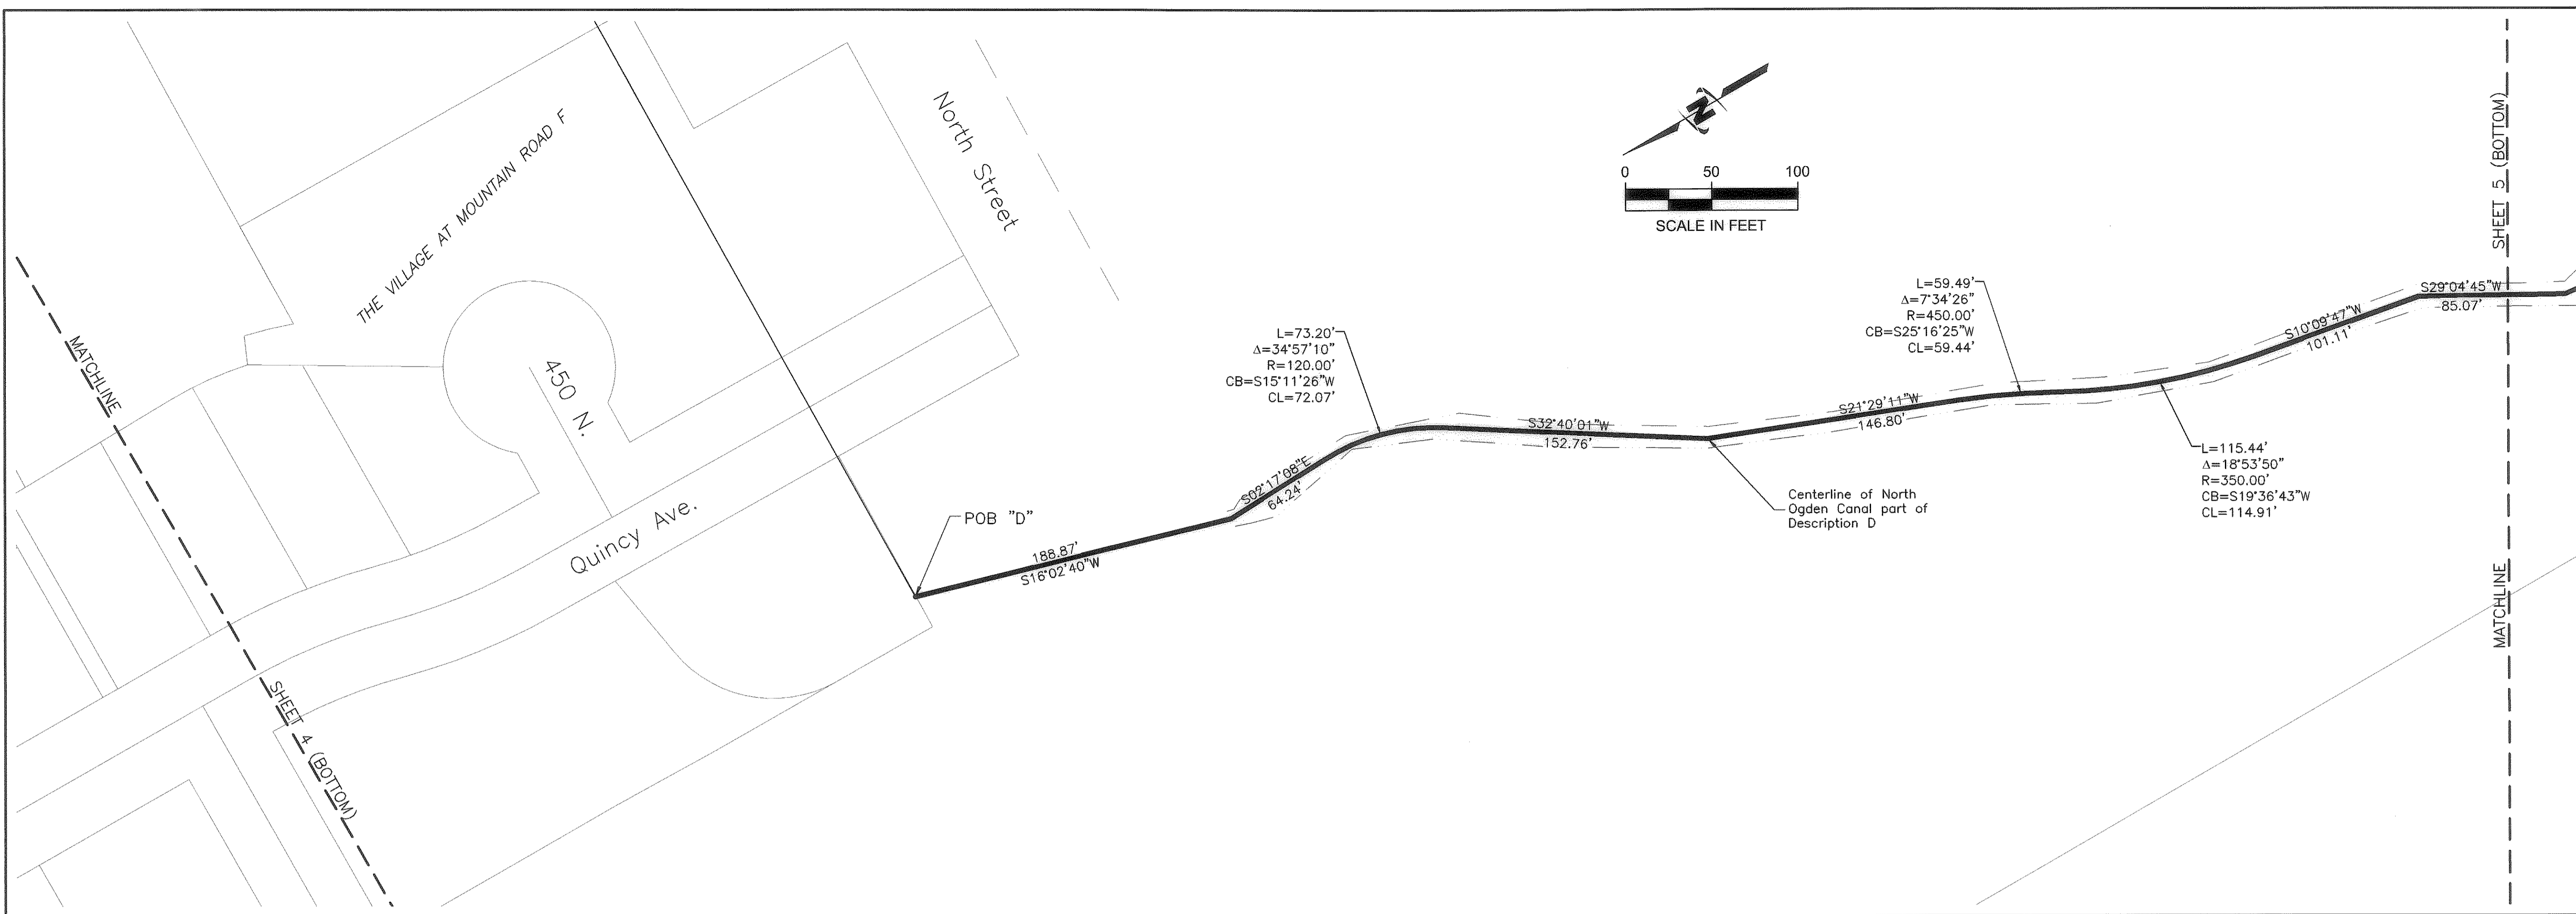 THE VILLAGE AT MOUNTAIN ROAD F
North Street
N
0 50 100
SCALE IN FEET
SHEET 5 (BOTTOM)
MATCHLINE
MATCHLINE
SHEET 4 (BOTTOM)
450 N.
Quincy Ave.
POB "D"
188.87'
S16°02'40"W
S02°17'08"E
64.24'
L=73.20'
Δ=34°57'10"
R=120.00'
CB=S15°11'26"W
CL=72.07'
S32°40'01"W
152.76'
Centerline of North
Ogden Canal part of
Description D
S21°29'11"W
146.80'
L=59.49'
Δ=7°34'26"
R=450.00'
CB=S25°16'25"W
CL=59.44'
L=115.44'
Δ=18°53'50"
R=350.00'
CB=S19°36'43"W
CL=114.91'
S10°09'47"W
101.11'
S29°04'45"W
85.07'